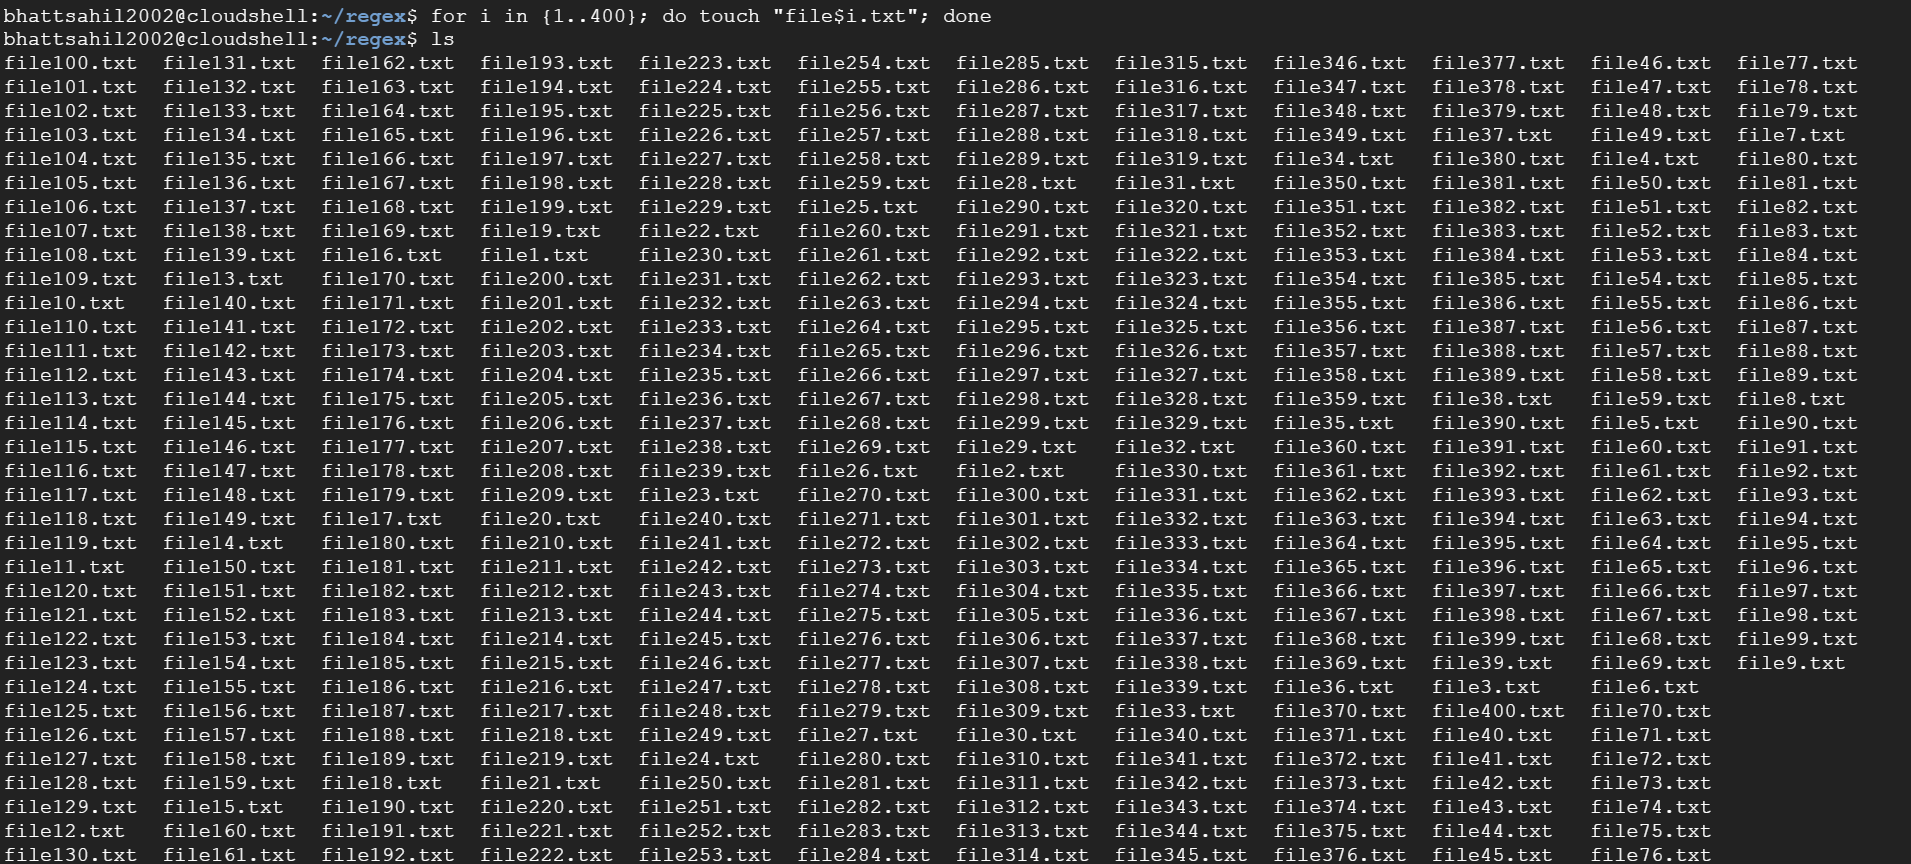 bhattsahil2002@cloudshell:~/regex$ for i in {1..400}; do touch "file$i.txt"; done
bhattsahil2002@cloudshell:~/regex$ ls
file100.txt  file131.txt  file162.txt  file193.txt  file223.txt  file254.txt  file285.txt  file315.txt  file346.txt  file377.txt  file46.txt  file77.txt
file101.txt  file132.txt  file163.txt  file194.txt  file224.txt  file255.txt  file286.txt  file316.txt  file347.txt  file378.txt  file47.txt  file78.txt
file102.txt  file133.txt  file164.txt  file195.txt  file225.txt  file256.txt  file287.txt  file317.txt  file348.txt  file379.txt  file48.txt  file79.txt
file103.txt  file134.txt  file165.txt  file196.txt  file226.txt  file257.txt  file288.txt  file318.txt  file349.txt  file37.txt  file49.txt  file7.txt
file104.txt  file135.txt  file166.txt  file197.txt  file227.txt  file258.txt  file289.txt  file319.txt  file34.txt  file380.txt  file4.txt  file80.txt
file105.txt  file136.txt  file167.txt  file198.txt  file228.txt  file259.txt  file28.txt  file31.txt  file350.txt  file381.txt  file50.txt  file81.txt
file106.txt  file137.txt  file168.txt  file199.txt  file229.txt  file25.txt  file290.txt  file320.txt  file351.txt  file382.txt  file51.txt  file82.txt
file107.txt  file138.txt  file169.txt  file19.txt  file22.txt  file260.txt  file291.txt  file321.txt  file352.txt  file383.txt  file52.txt  file83.txt
file108.txt  file139.txt  file16.txt  file1.txt  file230.txt  file261.txt  file292.txt  file322.txt  file353.txt  file384.txt  file53.txt  file84.txt
file109.txt  file13.txt  file170.txt  file200.txt  file231.txt  file262.txt  file293.txt  file323.txt  file354.txt  file385.txt  file54.txt  file85.txt
file10.txt  file140.txt  file171.txt  file201.txt  file232.txt  file263.txt  file294.txt  file324.txt  file355.txt  file386.txt  file55.txt  file86.txt
file110.txt  file141.txt  file172.txt  file202.txt  file233.txt  file264.txt  file295.txt  file325.txt  file356.txt  file387.txt  file56.txt  file87.txt
file111.txt  file142.txt  file173.txt  file203.txt  file234.txt  file265.txt  file296.txt  file326.txt  file357.txt  file388.txt  file57.txt  file88.txt
file112.txt  file143.txt  file174.txt  file204.txt  file235.txt  file266.txt  file297.txt  file327.txt  file358.txt  file389.txt  file58.txt  file89.txt
file113.txt  file144.txt  file175.txt  file205.txt  file236.txt  file267.txt  file298.txt  file328.txt  file359.txt  file38.txt  file59.txt  file8.txt
file114.txt  file145.txt  file176.txt  file206.txt  file237.txt  file268.txt  file299.txt  file329.txt  file35.txt  file390.txt  file5.txt  file90.txt
file115.txt  file146.txt  file177.txt  file207.txt  file238.txt  file269.txt  file29.txt  file32.txt  file360.txt  file391.txt  file60.txt  file91.txt
file116.txt  file147.txt  file178.txt  file208.txt  file239.txt  file26.txt  file2.txt  file330.txt  file361.txt  file392.txt  file61.txt  file92.txt
file117.txt  file148.txt  file179.txt  file209.txt  file23.txt  file270.txt  file300.txt  file331.txt  file362.txt  file393.txt  file62.txt  file93.txt
file118.txt  file149.txt  file17.txt  file20.txt  file240.txt  file271.txt  file301.txt  file332.txt  file363.txt  file394.txt  file63.txt  file94.txt
file119.txt  file14.txt  file180.txt  file210.txt  file241.txt  file272.txt  file302.txt  file333.txt  file364.txt  file395.txt  file64.txt  file95.txt
file11.txt  file150.txt  file181.txt  file211.txt  file242.txt  file273.txt  file303.txt  file334.txt  file365.txt  file396.txt  file65.txt  file96.txt
file120.txt  file151.txt  file182.txt  file212.txt  file243.txt  file274.txt  file304.txt  file335.txt  file366.txt  file397.txt  file66.txt  file97.txt
file121.txt  file152.txt  file183.txt  file213.txt  file244.txt  file275.txt  file305.txt  file336.txt  file367.txt  file398.txt  file67.txt  file98.txt
file122.txt  file153.txt  file184.txt  file214.txt  file245.txt  file276.txt  file306.txt  file337.txt  file368.txt  file399.txt  file68.txt  file99.txt
file123.txt  file154.txt  file185.txt  file215.txt  file246.txt  file277.txt  file307.txt  file338.txt  file369.txt  file39.txt  file69.txt  file9.txt
file124.txt  file155.txt  file186.txt  file216.txt  file247.txt  file278.txt  file308.txt  file339.txt  file36.txt  file3.txt  file6.txt
file125.txt  file156.txt  file187.txt  file217.txt  file248.txt  file279.txt  file309.txt  file33.txt  file370.txt  file400.txt  file70.txt
file126.txt  file157.txt  file188.txt  file218.txt  file249.txt  file27.txt  file30.txt  file340.txt  file371.txt  file40.txt  file71.txt
file127.txt  file158.txt  file189.txt  file219.txt  file24.txt  file280.txt  file310.txt  file341.txt  file372.txt  file41.txt  file72.txt
file128.txt  file159.txt  file18.txt  file21.txt  file250.txt  file281.txt  file311.txt  file342.txt  file373.txt  file42.txt  file73.txt
file129.txt  file15.txt  file190.txt  file220.txt  file251.txt  file282.txt  file312.txt  file343.txt  file374.txt  file43.txt  file74.txt
file12.txt  file160.txt  file191.txt  file221.txt  file252.txt  file283.txt  file313.txt  file344.txt  file375.txt  file44.txt  file75.txt
file130.txt  file161.txt  file192.txt  file222.txt  file253.txt  file284.txt  file314.txt  file345.txt  file376.txt  file45.txt  file76.txt